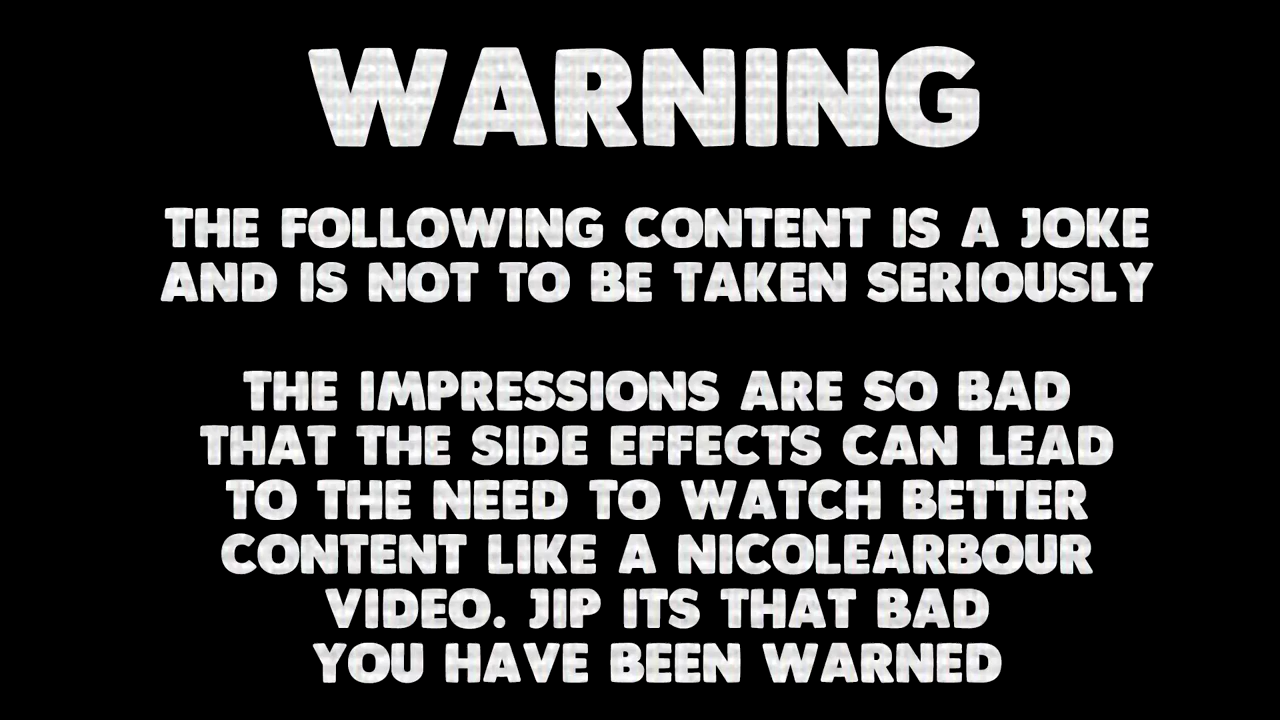 WARNING
THE FOLLOWING CONTENT IS A JOKE
AND IS NOT TO BE TAKEN SERIOUSLY
THE IMPRESSIONS ARE SO BAD
THAT THE SIDE EFFECTS CAN LEAD
TO THE NEED TO WATCH BETTER
CONTENT LIKE A NICOLEARBOUR
VIDEO. JIP ITS THAT BAD
YOU HAVE BEEN WARNED